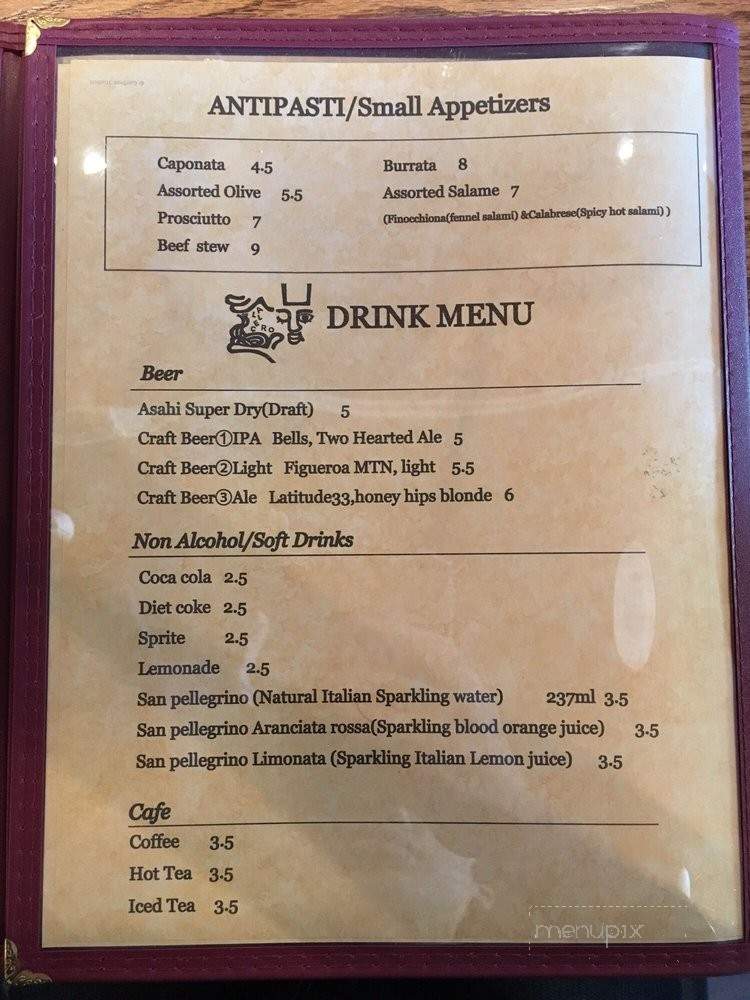 ANTIPASTI/Small Appetizers
Caponata 4.5
Burrata 8
Assorted Olive 5.5
Assorted Salame 7
Prosciutto 7
(Finocchiona(fennel salami) &Calabrese(Spicy hot salami) )
Beef stew 9
DRINK MENU
Beer
Asahi Super Dry(Draft) 5
Craft Beer①IPA Bells, Two Hearted Ale 5
Craft Beer②Light Figueroa MTN, light 5.5
Craft Beer③Ale Latitude33,honey hips blonde 6
Non Alcohol/Soft Drinks
Coca cola 2.5
Diet coke 2.5
Sprite 2.5
Lemonade 2.5
San pellegrino (Natural Italian Sparkling water) 237ml 3.5
San pellegrino Aranciata rossa(Sparkling blood orange juice) 3.5
San pellegrino Limonata (Sparkling Italian Lemon juice) 3.5
Cafe
Coffee 3.5
Hot Tea 3.5
Iced Tea 3.5
menupix